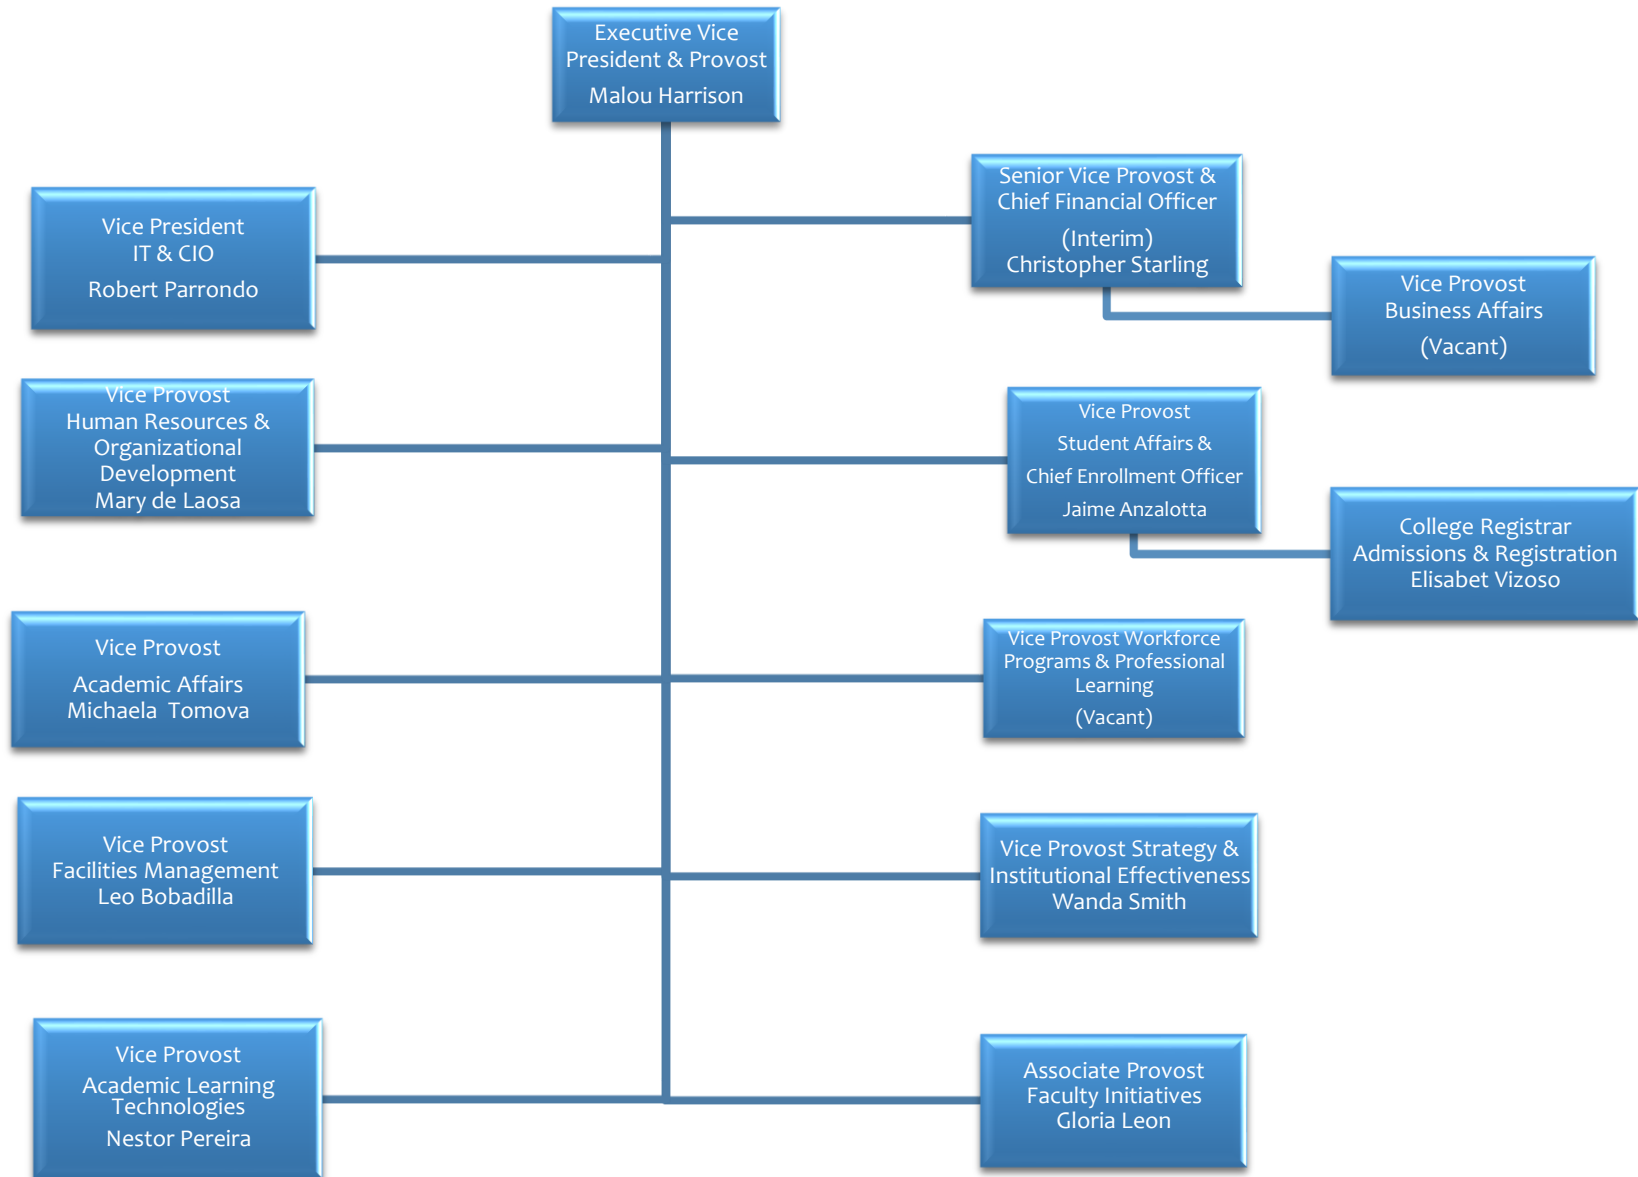 Executive Vice
President & Provost
Malou Harrison
Senior Vice Provost &
Chief Financial Officer
(Interim)
Christopher Starling
Vice President
IT & CIO
Robert Parrondo
Vice Provost
Business Affairs
(Vacant)
Vice Provost
Human Resources &
Organizational
Development
Mary de Laosa
Vice Provost
Student Affairs &
Chief Enrollment Officer
Jaime Anzalotta
College Registrar
Admissions & Registration
Elisabet Vizoso
Vice Provost
Academic Affairs
Michaela Tomova
Vice Provost Workforce
Programs & Professional
Learning
(Vacant)
Vice Provost
Facilities Management
Leo Bobadilla
Vice Provost Strategy &
Institutional Effectiveness
Wanda Smith
Vice Provost
Academic Learning
Technologies
Nestor Pereira
Associate Provost
Faculty Initiatives
Gloria Leon